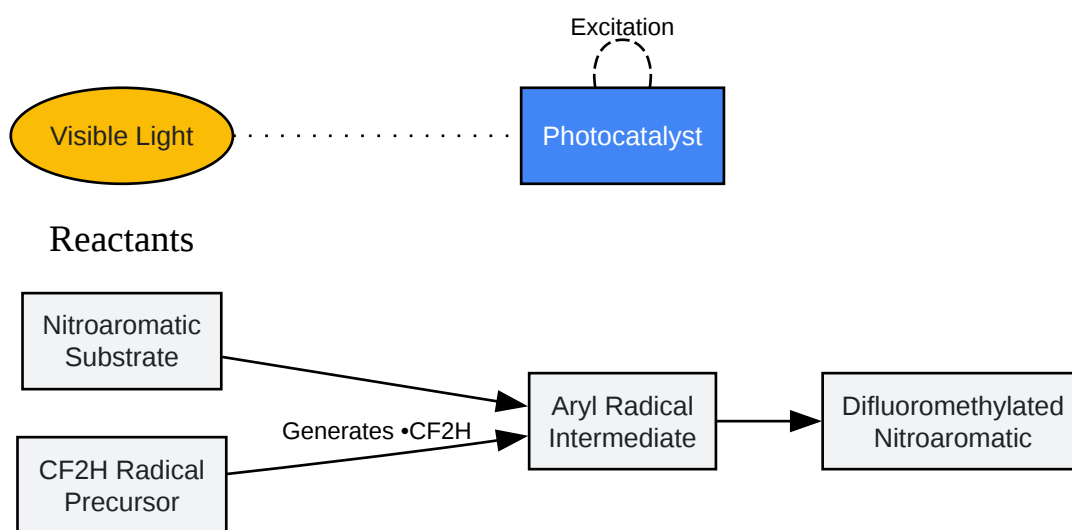 Excitation
Visible Light
Photocatalyst
Reactants
Nitroaromatic
Substrate
Generates •CF2H
CF2H Radical
Precursor
Aryl Radical
Intermediate
Difluoromethylated
Nitroaromatic